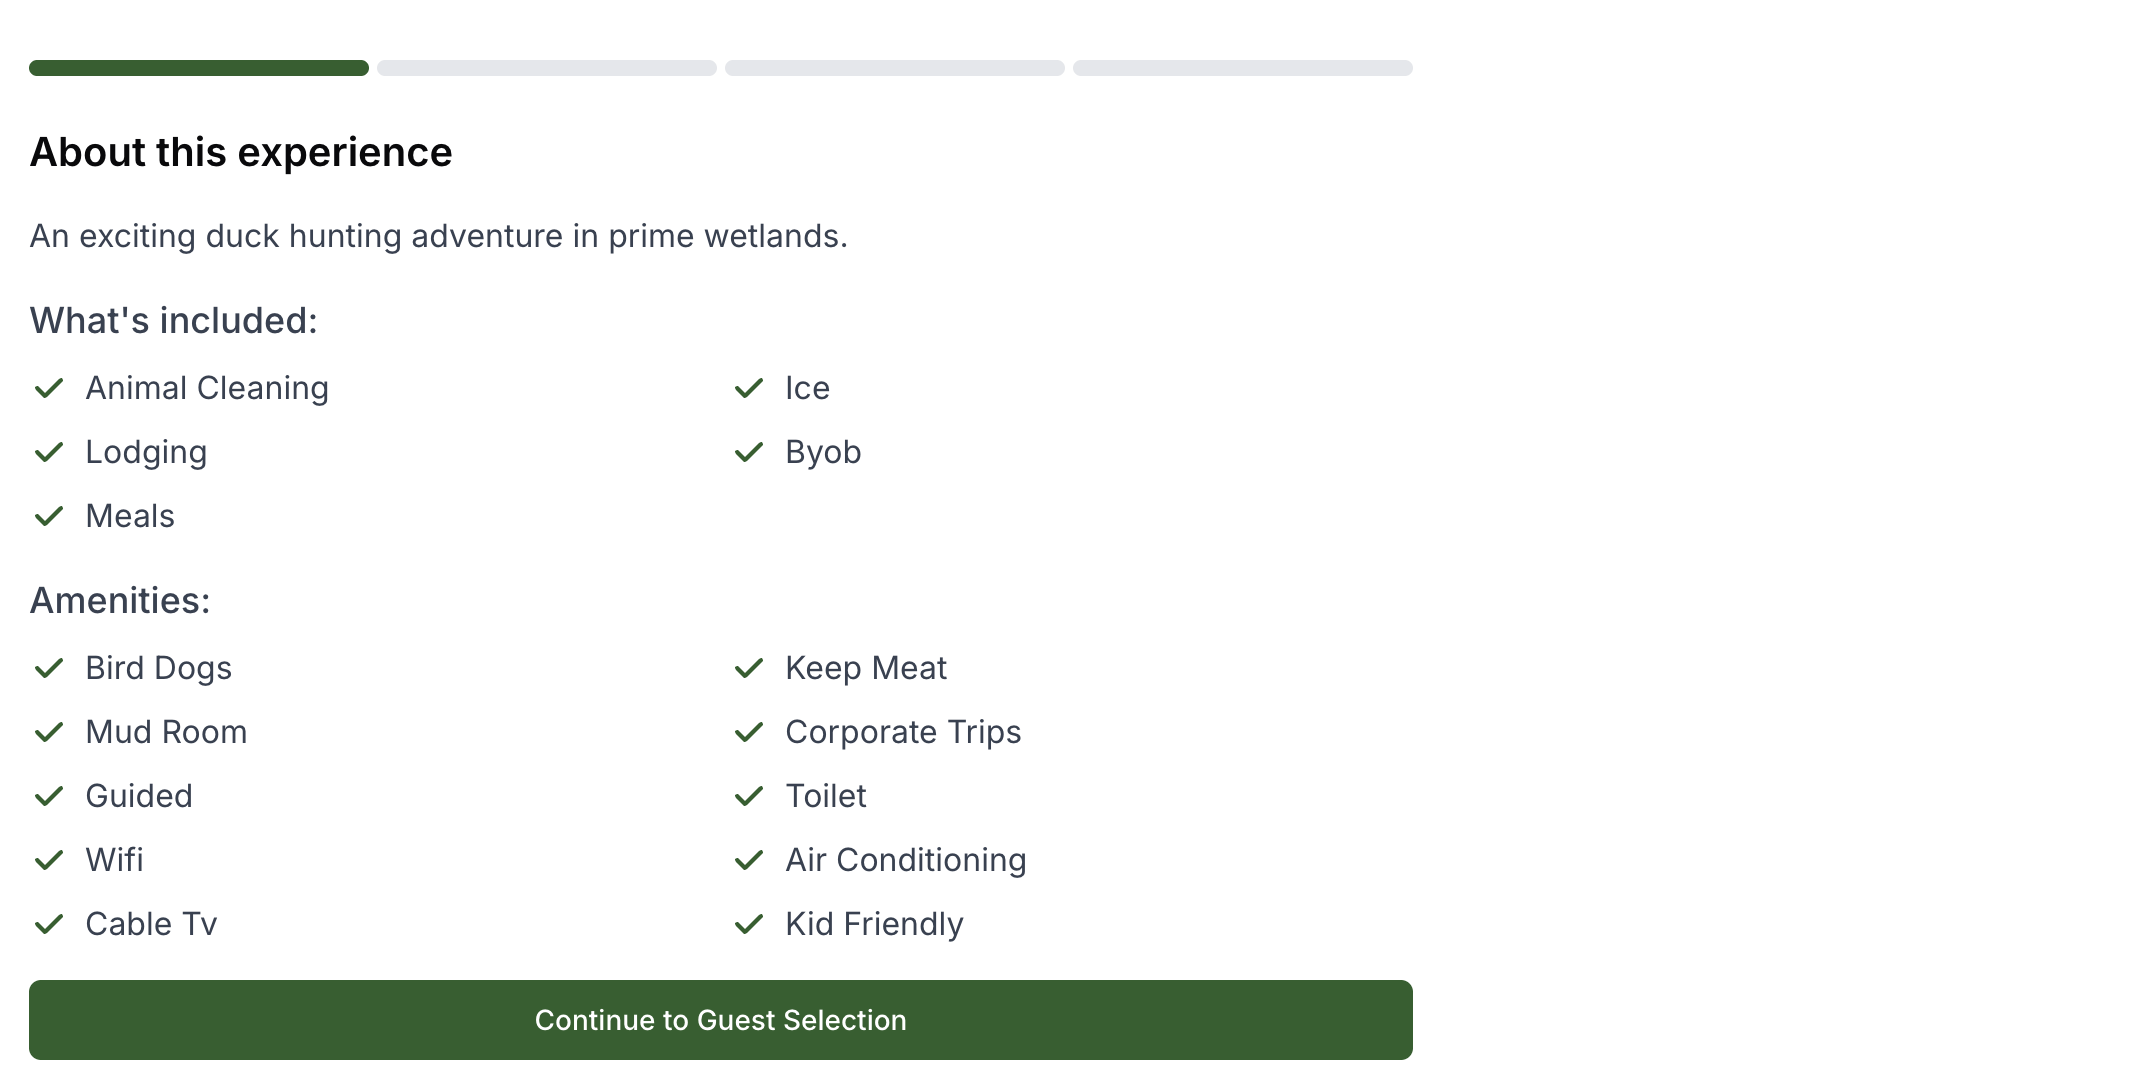 About this experience
An exciting duck hunting adventure in prime wetlands.
What's included:
Animal Cleaning
Ice
Lodging
Byob
Meals
Amenities:
Bird Dogs
Keep Meat
Mud Room
Corporate Trips
Guided
Toilet
Wifi
Air Conditioning
Cable Tv
Kid Friendly
Continue to Guest Selection